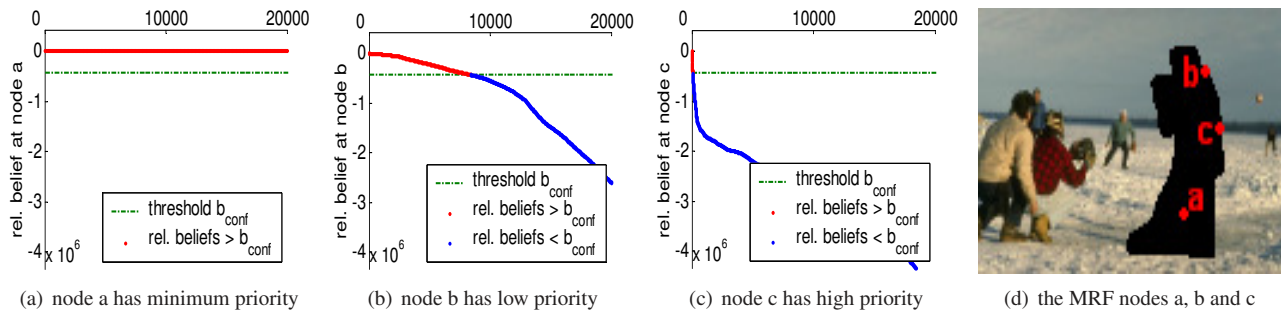 0 10000 20000
0
-1
-2
-3
-4
x 10^6
rel. belief at node a
threshold b_conf
rel. beliefs > b_conf
(a) node a has minimum priority
0 10000 20000
0
-1
-2
-3
-4
x 10^6
rel. belief at node b
threshold b_conf
rel. beliefs > b_conf
rel. beliefs < b_conf
(b) node b has low priority
0 10000 20000
0
-1
-2
-3
-4
x 10^6
rel. belief at node c
threshold b_conf
rel. beliefs > b_conf
rel. beliefs < b_conf
(c) node c has high priority
b
c
a
(d) the MRF nodes a, b and c